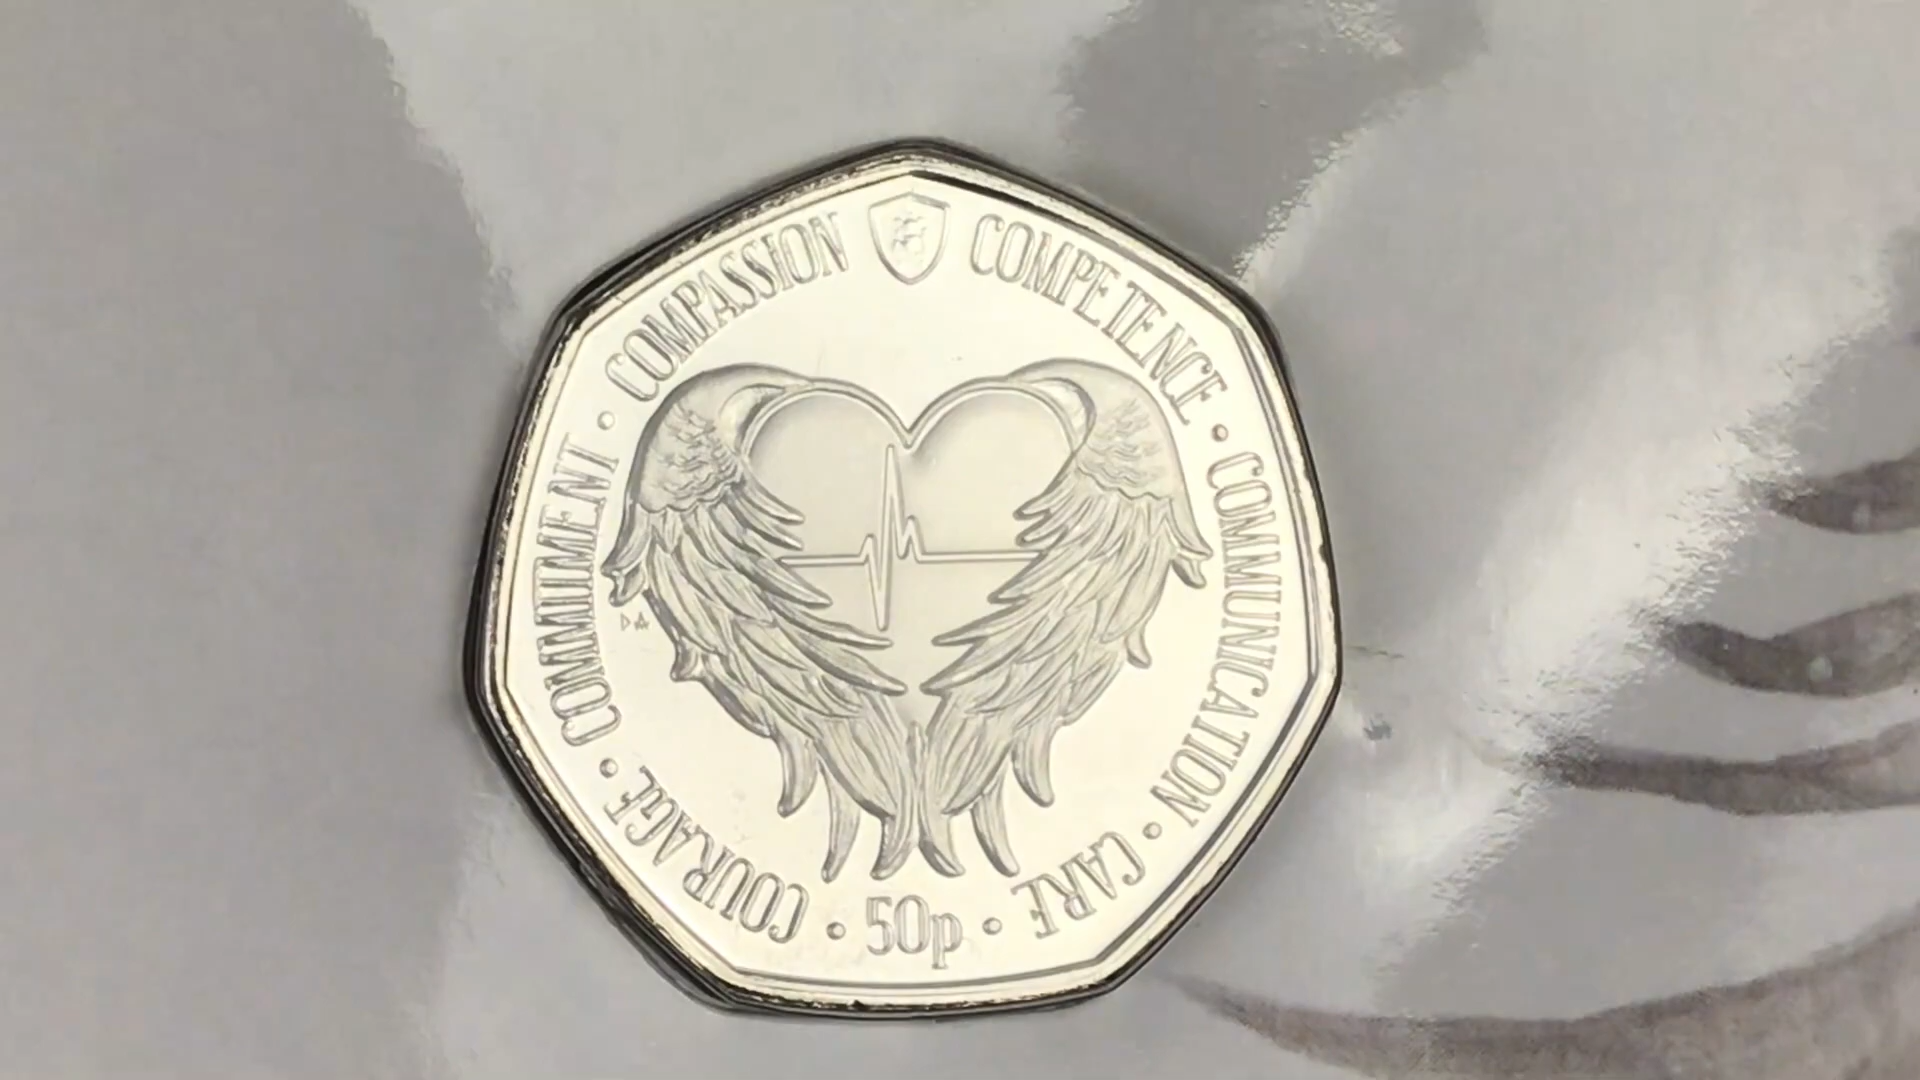 COURAGE · COMMITMENT · COMPASSION
COMPETENCE · COMMUNICATION · CARE
· 50p ·
DA